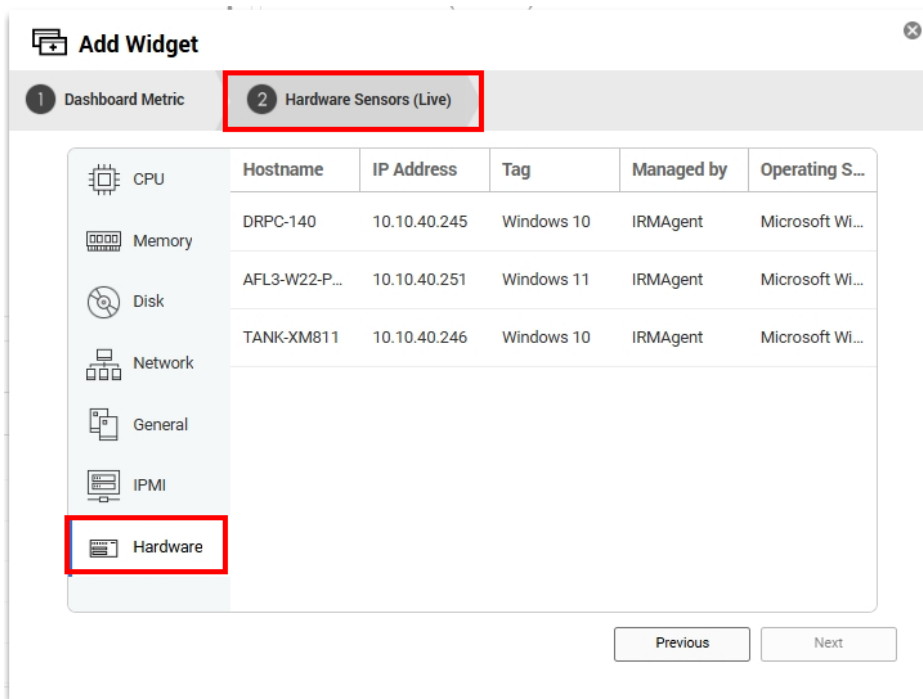 Add Widget
1 Dashboard Metric
2 Hardware Sensors (Live)
CPU
Memory
Disk
Network
General
IPMI
Hardware
Hostname IP Address Tag Managed by Operating S...
DRPC-140 10.10.40.245 Windows 10 IRMAgent Microsoft Wi...
AFL3-W22-P... 10.10.40.251 Windows 11 IRMAgent Microsoft Wi...
TANK-XM811 10.10.40.246 Windows 10 IRMAgent Microsoft Wi...
Previous
Next